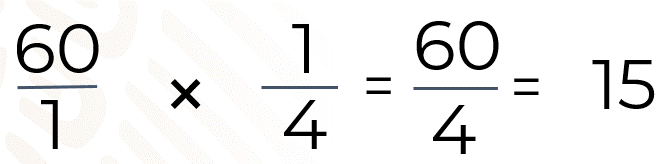 60/1 × 1/4 = 60/4 = 15